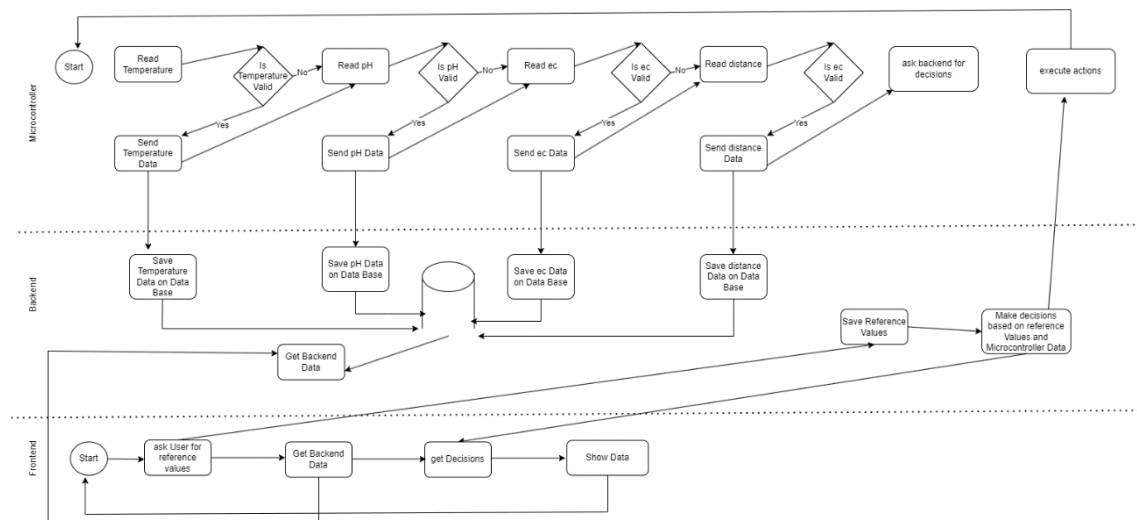 Microcontroller
Start
Read
Temperature
Is
Temperature
Valid
No
Read pH
Is pH
Valid
No
Read ec
Is ec
Valid
No
Read distance
Is ec
Valid
ask backend for
decisions
execute actions
Yes
Send
Temperature
Data
Yes
Send pH Data
Yes
Send ec Data
Yes
Send distance
Data
Backend
Save
Temperature
Data on Data
Base
Save pH Data
on Data Base
Save ec Data
on Data Base
Save distance
Data on Data
Base
Save Reference
Values
Make decisions
based on reference
Values and
Microcontroller Data
Get Backend
Data
Frontend
Start
ask User for
reference
values
Get Backend
Data
get Decisions
Show Data